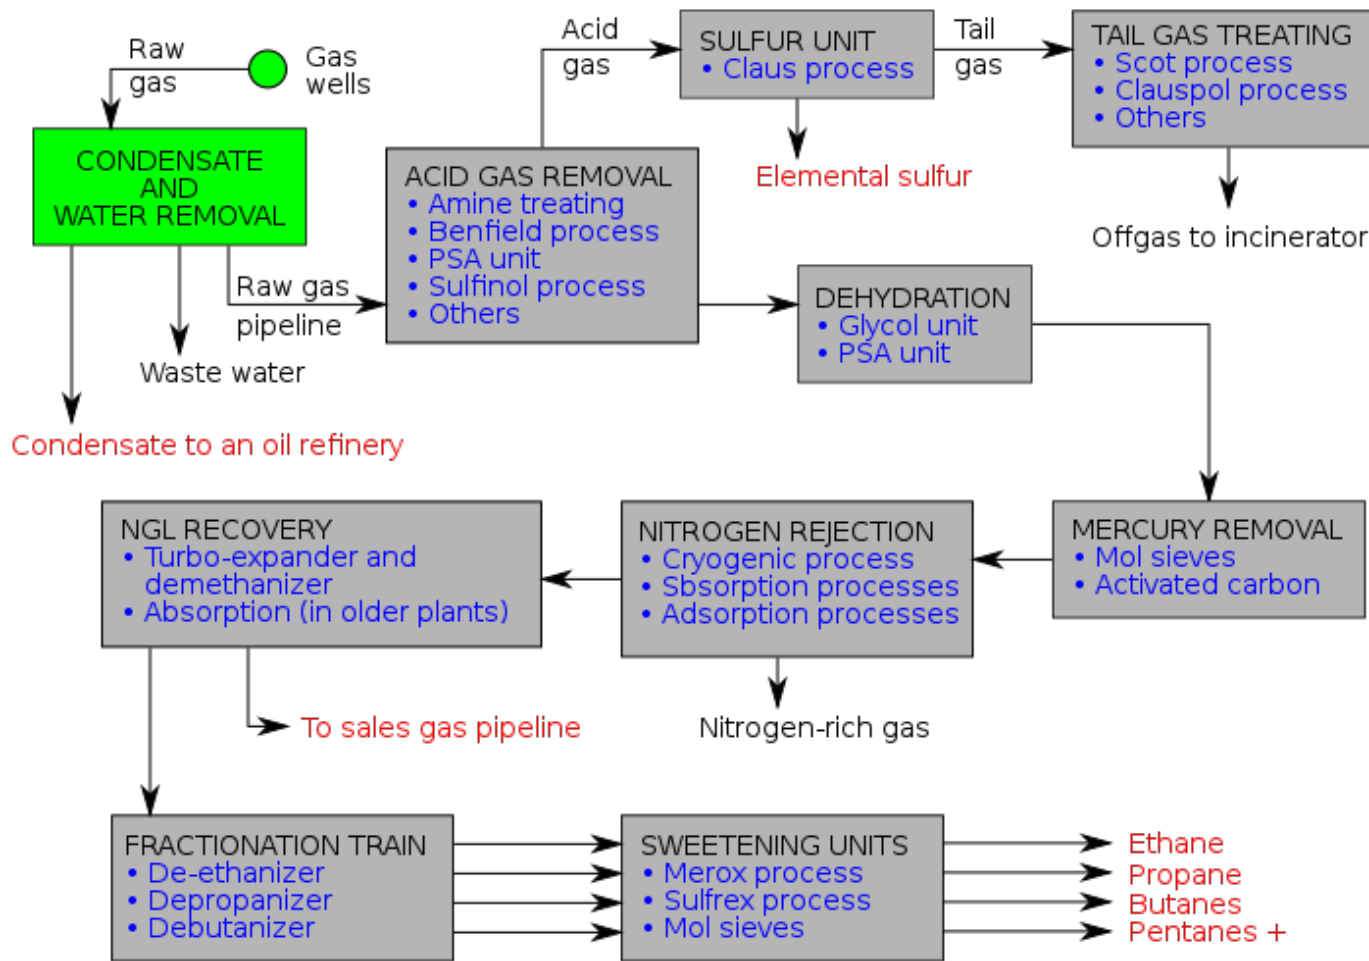 Raw
gas
Gas
wells
CONDENSATE
AND
WATER REMOVAL
Raw gas
pipeline
Waste water
Condensate to an oil refinery
ACID GAS REMOVAL
• Amine treating
• Benfield process
• PSA unit
• Sulfinol process
• Others
Acid
gas
SULFUR UNIT
• Claus process
Elemental sulfur
Tail
gas
TAIL GAS TREATING
• Scot process
• Clauspol process
• Others
Offgas to incinerator
DEHYDRATION
• Glycol unit
• PSA unit
MERCURY REMOVAL
• Mol sieves
• Activated carbon
NITROGEN REJECTION
• Cryogenic process
• Sbsorption processes
• Adsorption processes
Nitrogen-rich gas
NGL RECOVERY
• Turbo-expander and
demethanizer
• Absorption (in older plants)
To sales gas pipeline
FRACTIONATION TRAIN
• De-ethanizer
• Depropanizer
• Debutanizer
SWEETENING UNITS
• Merox process
• Sulfrex process
• Mol sieves
Ethane
Propane
Butanes
Pentanes +